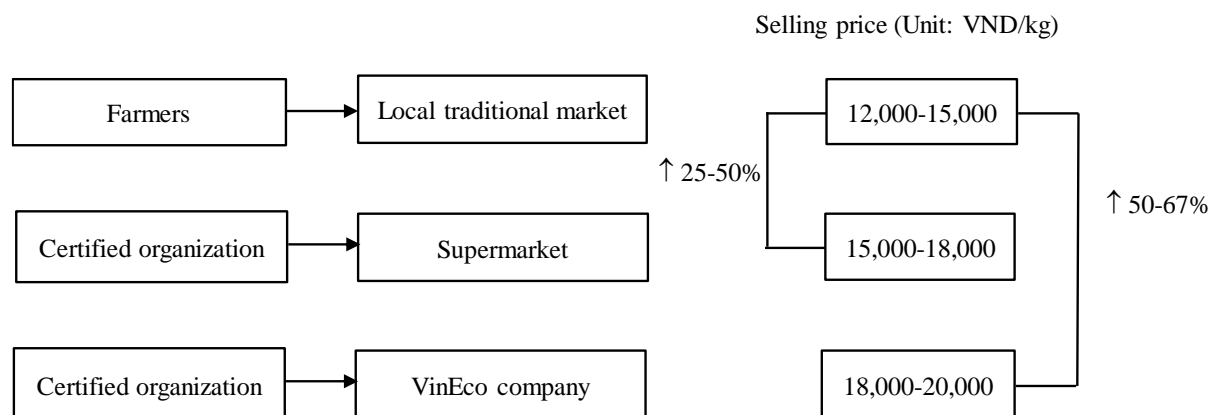 Selling price (Unit: VND/kg)
Farmers
Local traditional market
12,000-15,000
↑ 25-50%
↑ 50-67%
Certified organization
Supermarket
15,000-18,000
Certified organization
VinEco company
18,000-20,000